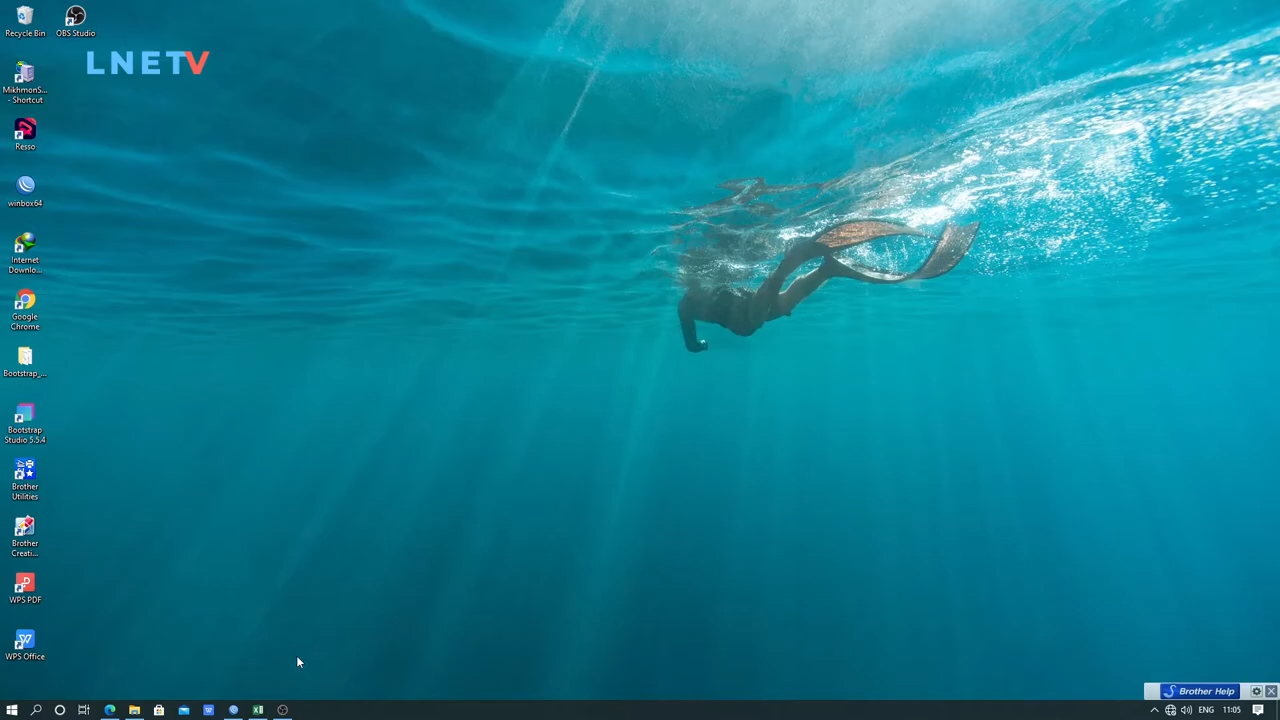 Recycle Bin
OBS Studio
LNETV
MikhmonS...
- Shortcut
Resso
winbox64
Internet
Downlo...
Google
Chrome
Bootstrap_...
Bootstrap
Studio 5.5.4
Brother
Utilities
Brother
Creati...
WPS PDF
WPS Office
Brother Help
ENG
11:05